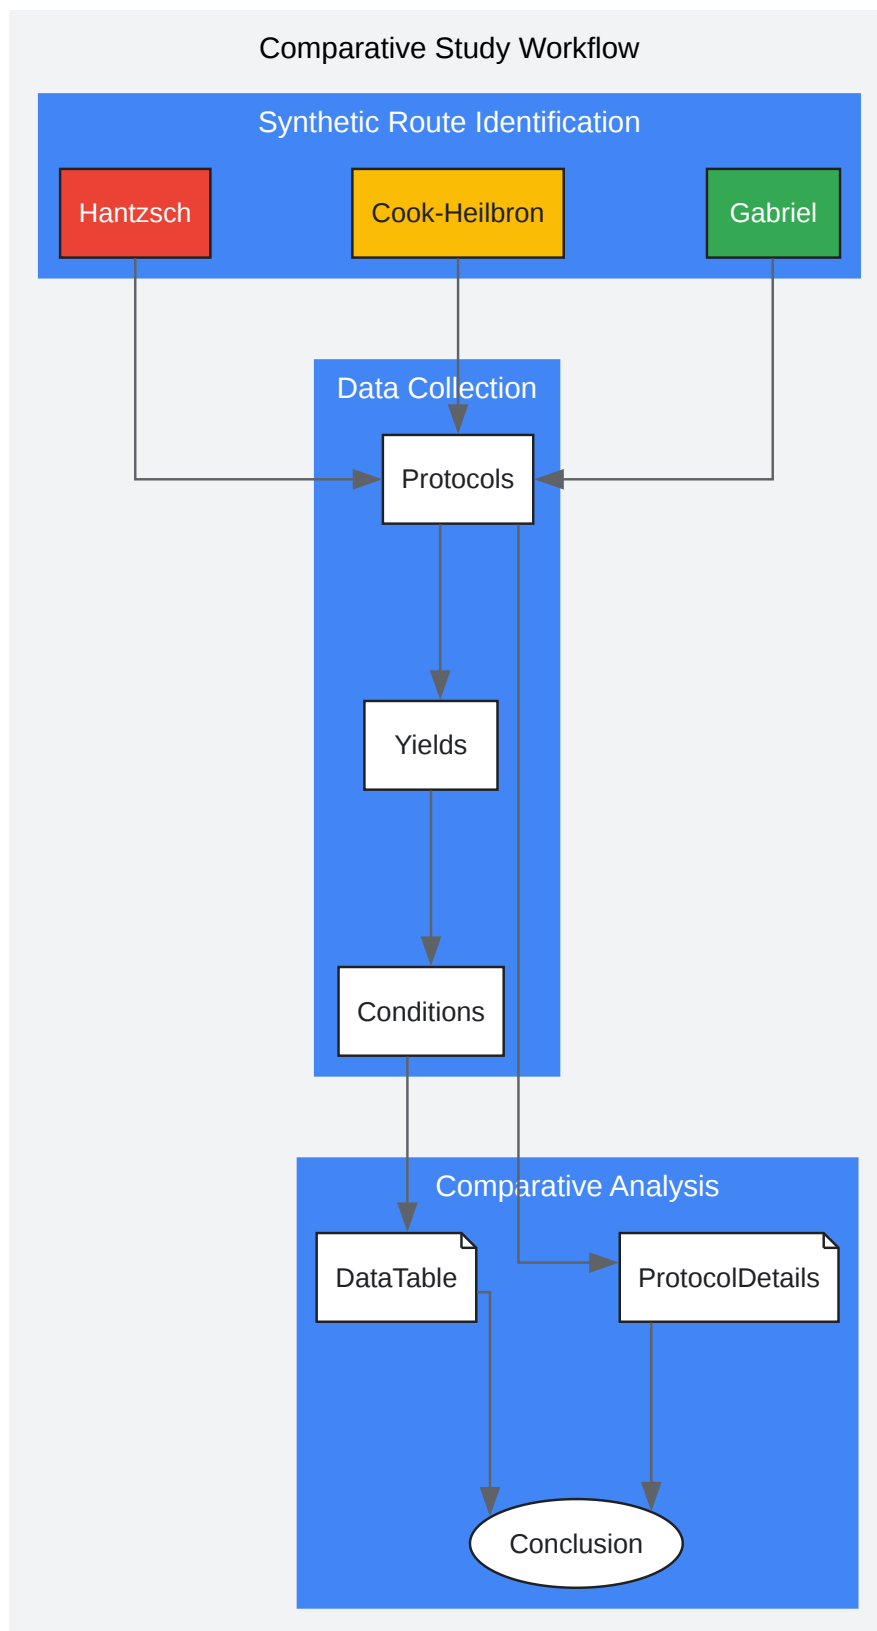 Comparative Study Workflow
Synthetic Route Identification
Hantzsch
Cook-Heilbron
Gabriel
Data Collection
Protocols
Yields
Conditions
Comparative Analysis
DataTable
ProtocolDetails
Conclusion